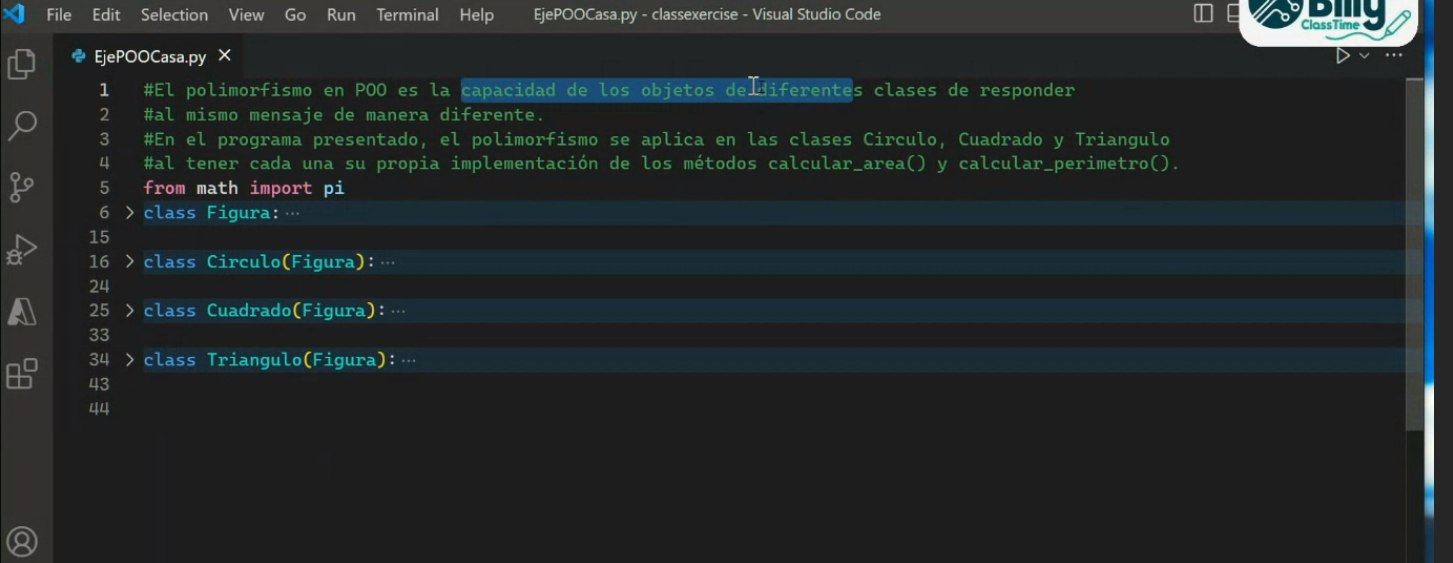 File Edit Selection View Go Run Terminal Help EjePOOCasa.py - classexercise - Visual Studio Code
Billy
ClassTime
EjePOOCasa.py
1 #El polimorfismo en POO es la capacidad de los objetos de diferentes clases de responder
2 #al mismo mensaje de manera diferente.
3 #En el programa presentado, el polimorfismo se aplica en las clases Circulo, Cuadrado y Triangulo
4 #al tener cada una su propia implementación de los métodos calcular_area() y calcular_perimetro().
5 from math import pi
6 > class Figura: ...
15
16 > class Circulo(Figura): ...
24
25 > class Cuadrado(Figura): ...
33
34 > class Triangulo(Figura): ...
43
44